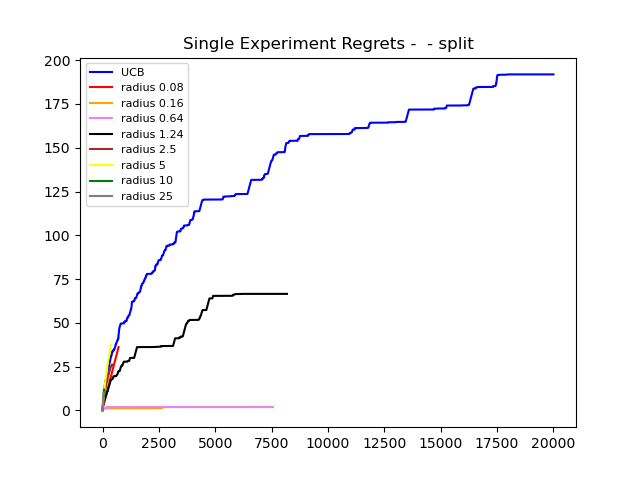 Single Experiment Regrets -  - split
200
175
150
125
100
75
50
25
0
UCB
radius 0.08
radius 0.16
radius 0.64
radius 1.24
radius 2.5
radius 5
radius 10
radius 25
0 2500 5000 7500 10000 12500 15000 17500 20000